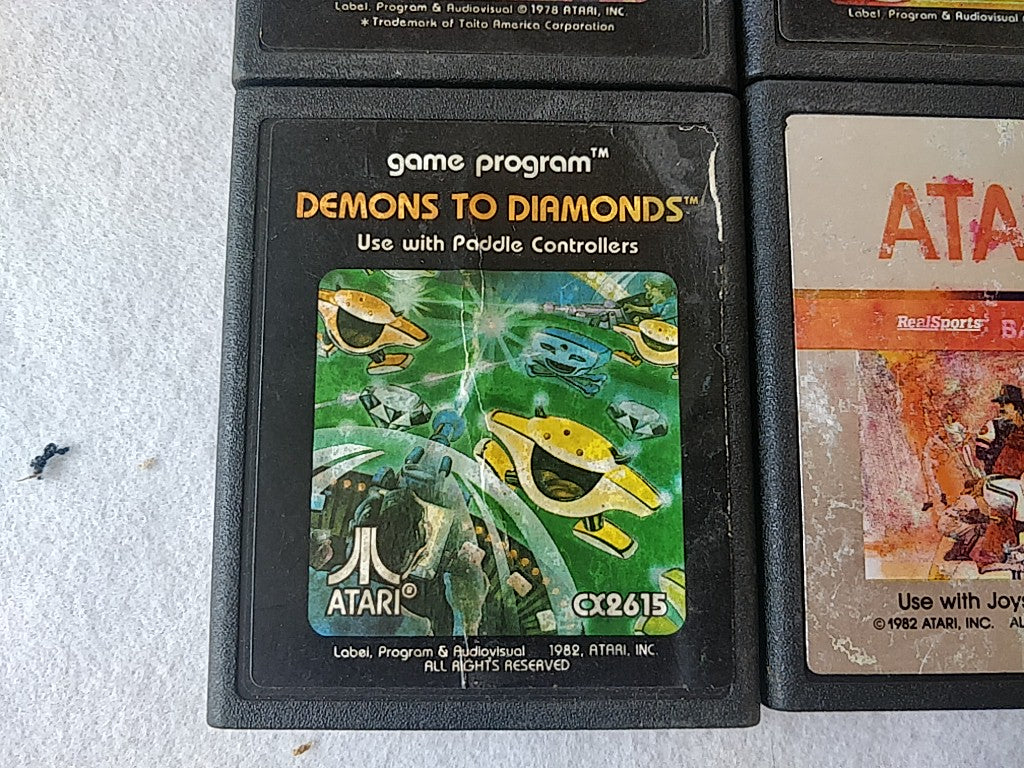 Label, Program & Audiovisual © 1978 ATARI, INC.
* Trademark of Taito America Corporation
Label, Program & Audiovisual
game program™
DEMONS TO DIAMONDS™
Use with Paddle Controllers
ATARI®
CX2615
Label, Program & Audiovisual 1982, ATARI, INC.
ALL RIGHTS RESERVED
ATA
RealSports
BA
Use with Joys
© 1982 ATARI, INC. AL